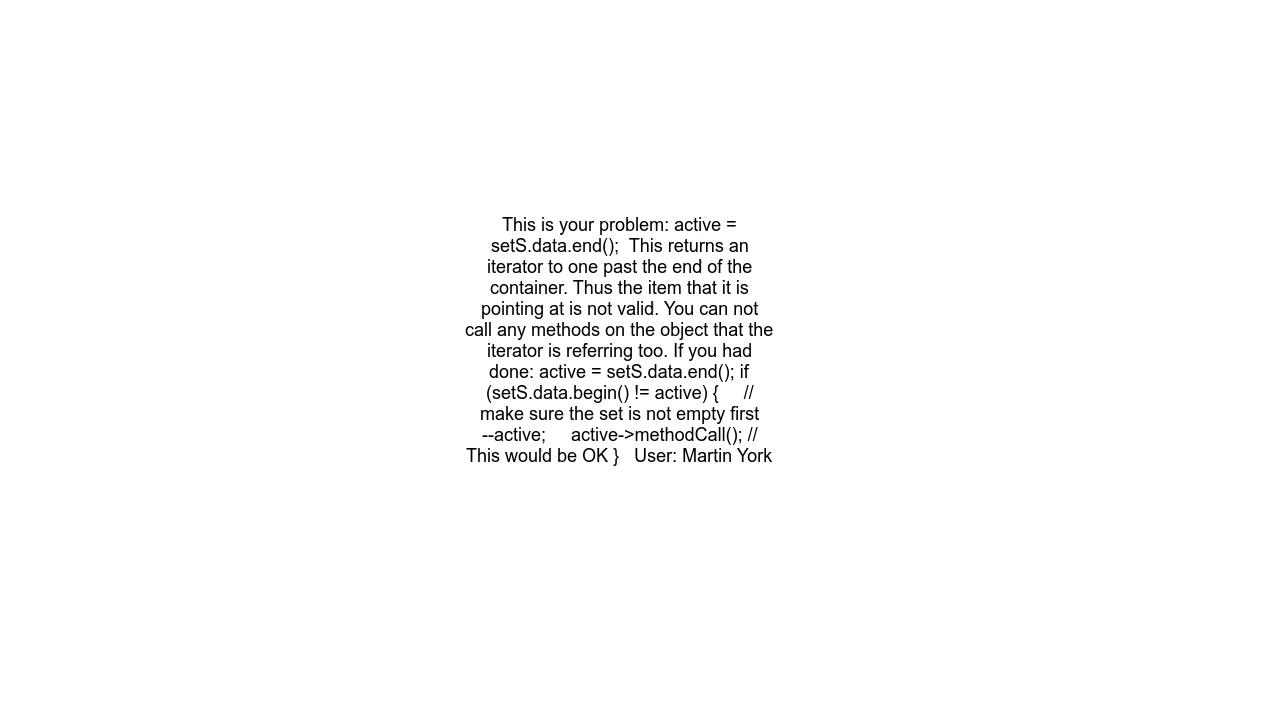 This is your problem: active =
setS.data.end();  This returns an
iterator to one past the end of the
container. Thus the item that it is
pointing at is not valid. You can not
call any methods on the object that the
iterator is referring too. If you had
done: active = setS.data.end(); if
(setS.data.begin() != active) {     //
make sure the set is not empty first
--active;     active->methodCall(); //
This would be OK }   User: Martin York